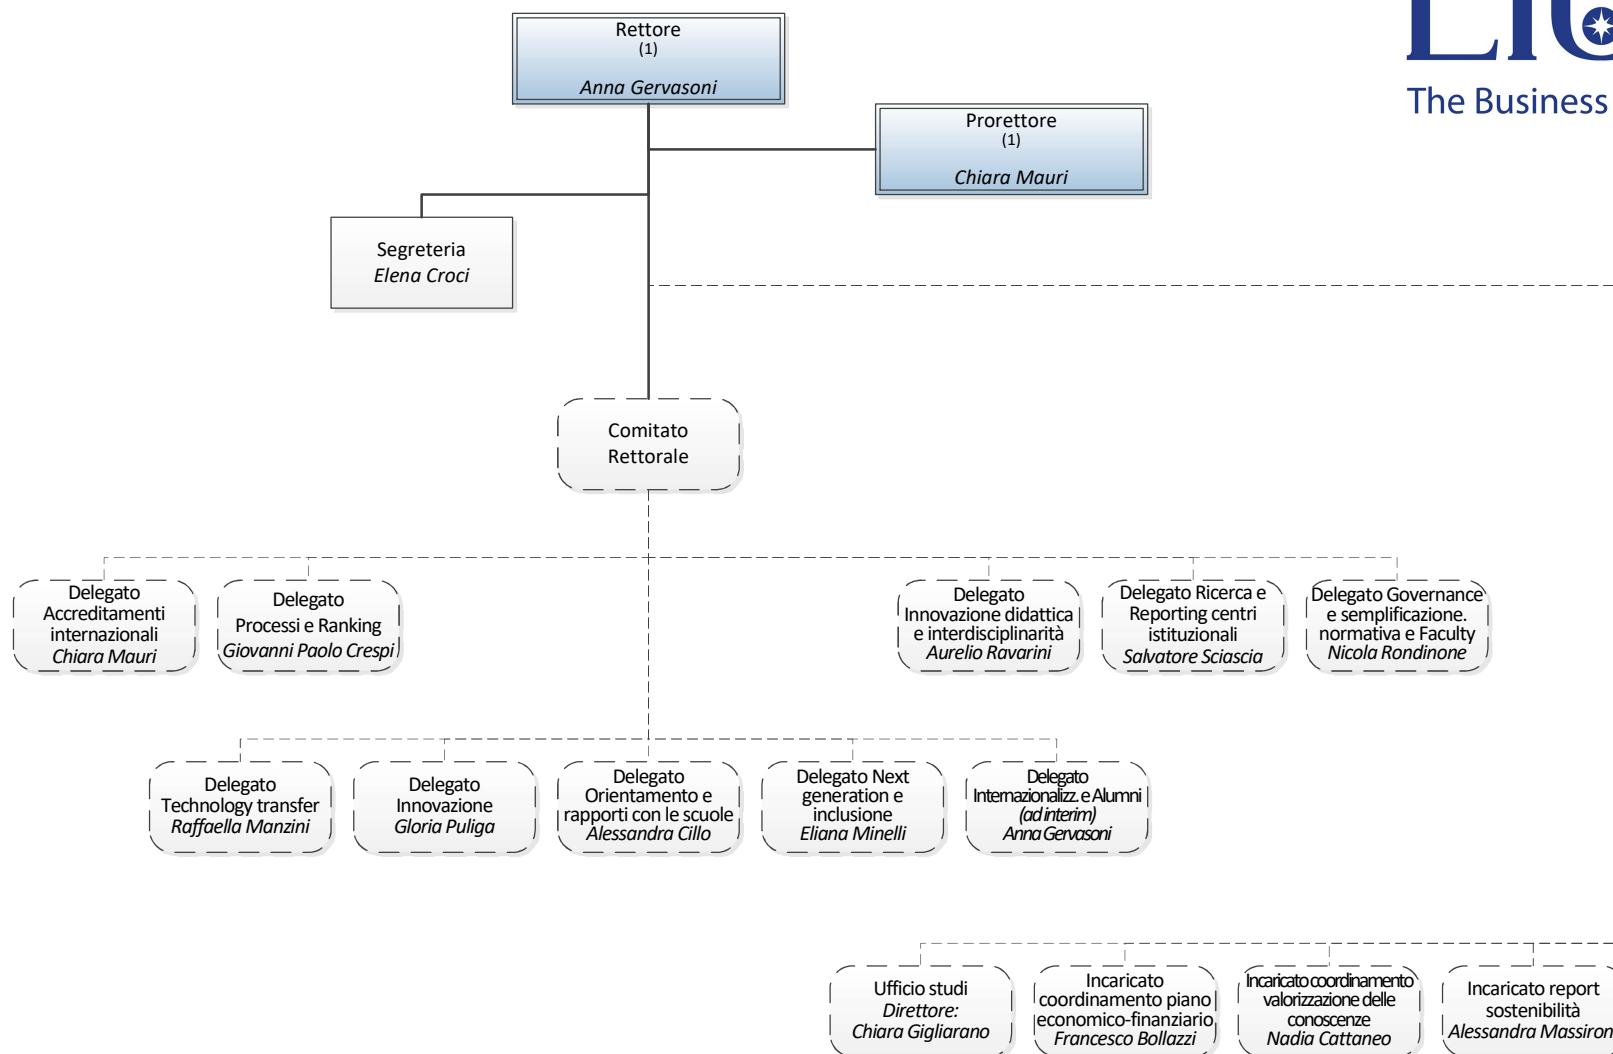 Rettore
(1)
Anna Gervasoni
The Business
Prorettore
(1)
Chiara Mauri
Segreteria
Elena Croci
Comitato
Rettorale
Delegato
Accreditamenti
internazionali
Chiara Mauri
Delegato
Processi e Ranking
Giovanni Paolo Crespi
Delegato
Innovazione didattica
e interdisciplinarità
Aurelio Ravarini
Delegato Ricerca e
Reporting centri
istituzionali
Salvatore Sciascia
Delegato Governance
e semplificazione.
normativa e Faculty
Nicola Rondinone
Delegato
Technology transfer
Raffaella Manzini
Delegato
Innovazione
Gloria Puliga
Delegato
Orientamento e
rapporti con le scuole
Alessandra Cillo
Delegato Next
generation e
inclusione
Eliana Minelli
Delegato
Internazionalizz. e Alumni
(ad interim)
Anna Gervasoni
Ufficio studi
Direttore:
Chiara Gigliarano
Incaricato
coordinamento piano
economico-finanziario
Francesco Bollazzi
Incaricato coordinamento
valorizzazione delle
conoscenze
Nadia Cattaneo
Incaricato report
sostenibilità
Alessandra